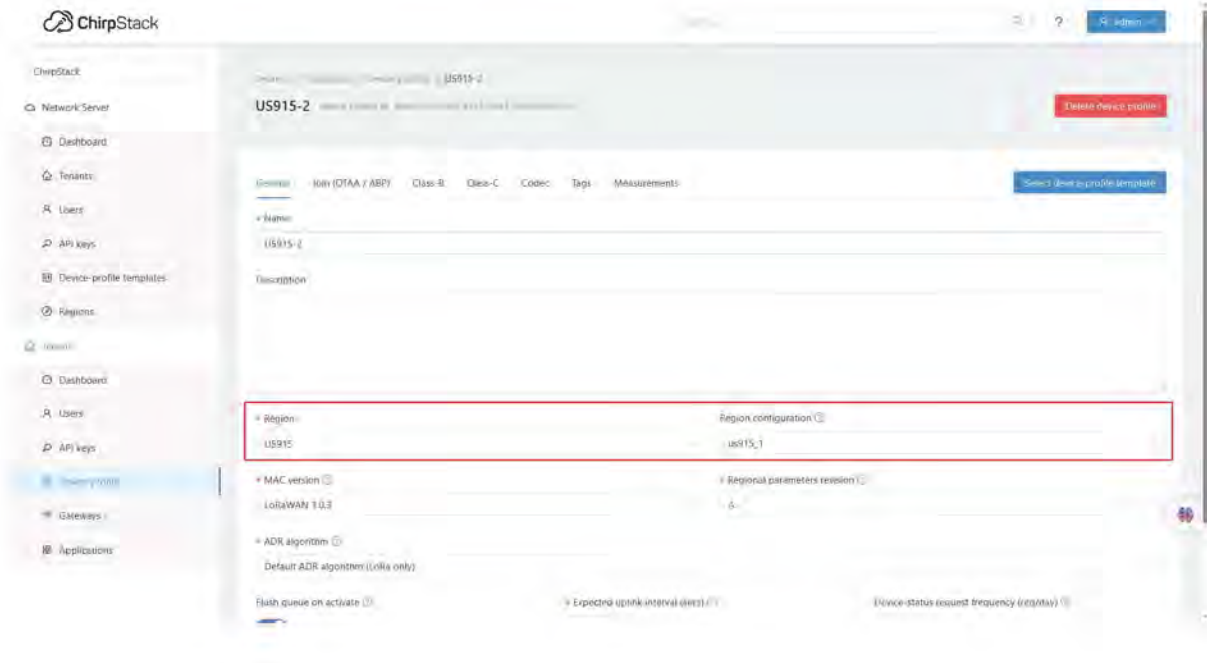 ChirpStack
?
admin
ChirpStack
Network Server
Dashboard
Tenants
Users
API keys
Device-profile templates
Regions
Dashboard
Users
API keys
Gateways
Applications
US915-2
US915-2
Delete device profile
General
Join (OTAA / ABP)
Class-B
Class-C
Codec
Tags
Measurements
Select device-profile template
* Name
US915-2
Description
* Region
US915
Region configuration
us915_1
* MAC version
LoRaWAN 1.0.3
* Regional parameters revision
A
* ADR algorithm
Default ADR algorithm (LoRa only)
Flush queue on activate
* Expected uplink interval (secs)
Device-status request frequency (req/day)